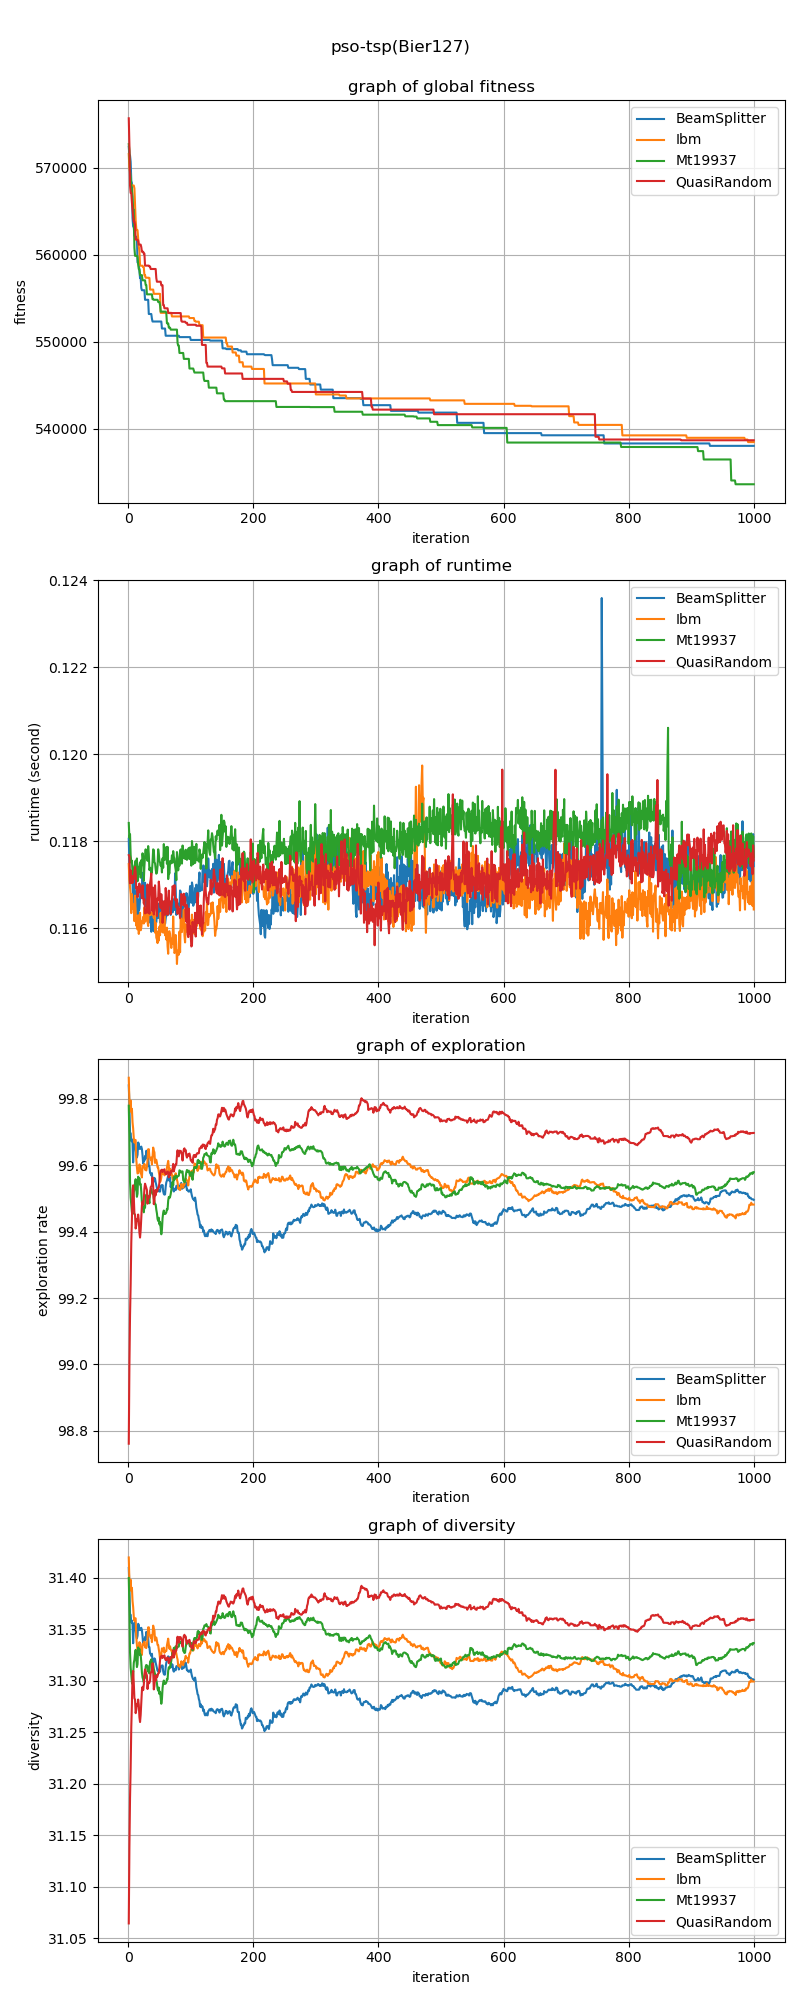 pso-tsp(Bier127)
graph of global fitness
BeamSplitter
Ibm
Mt19937
QuasiRandom
570000
560000
550000
540000
fitness
0 200 400 600 800 1000
iteration
graph of runtime
BeamSplitter
Ibm
Mt19937
QuasiRandom
0.124
0.122
0.120
0.118
0.116
runtime (second)
0 200 400 600 800 1000
iteration
graph of exploration
99.8
99.6
99.4
99.2
99.0
98.8
exploration rate
BeamSplitter
Ibm
Mt19937
QuasiRandom
0 200 400 600 800 1000
iteration
graph of diversity
31.40
31.35
31.30
31.25
31.20
31.15
31.10
31.05
diversity
BeamSplitter
Ibm
Mt19937
QuasiRandom
0 200 400 600 800 1000
iteration